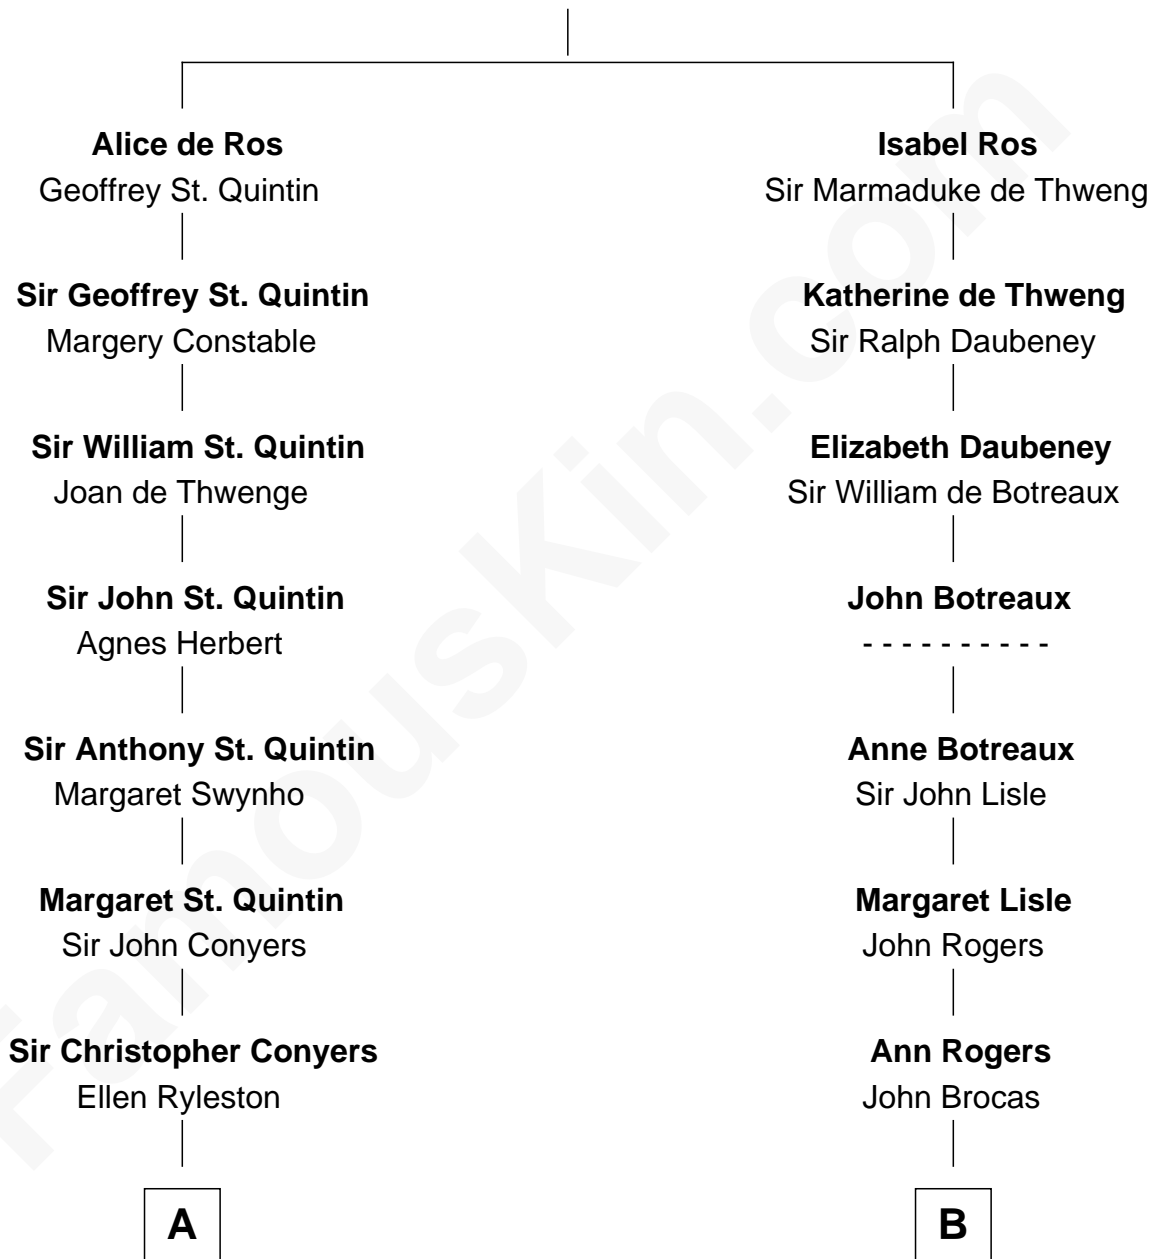 Alice de Ros
Geoffrey St. Quintin
Sir Geoffrey St. Quintin
Margery Constable
Sir William St. Quintin
Joan de Thwenge
Sir John St. Quintin
Agnes Herbert
Sir Anthony St. Quintin
Margaret Swynho
Margaret St. Quintin
Sir John Conyers
Sir Christopher Conyers
Ellen Ryleston
A
Isabel Ros
Sir Marmaduke de Thweng
Katherine de Thweng
Sir Ralph Daubeney
Elizabeth Daubeney
Sir William de Botreaux
John Botreaux
- - - - - - - - - -
Anne Botreaux
Sir John Lisle
Margaret Lisle
John Rogers
Ann Rogers
John Brocas
B
FamousKin.com